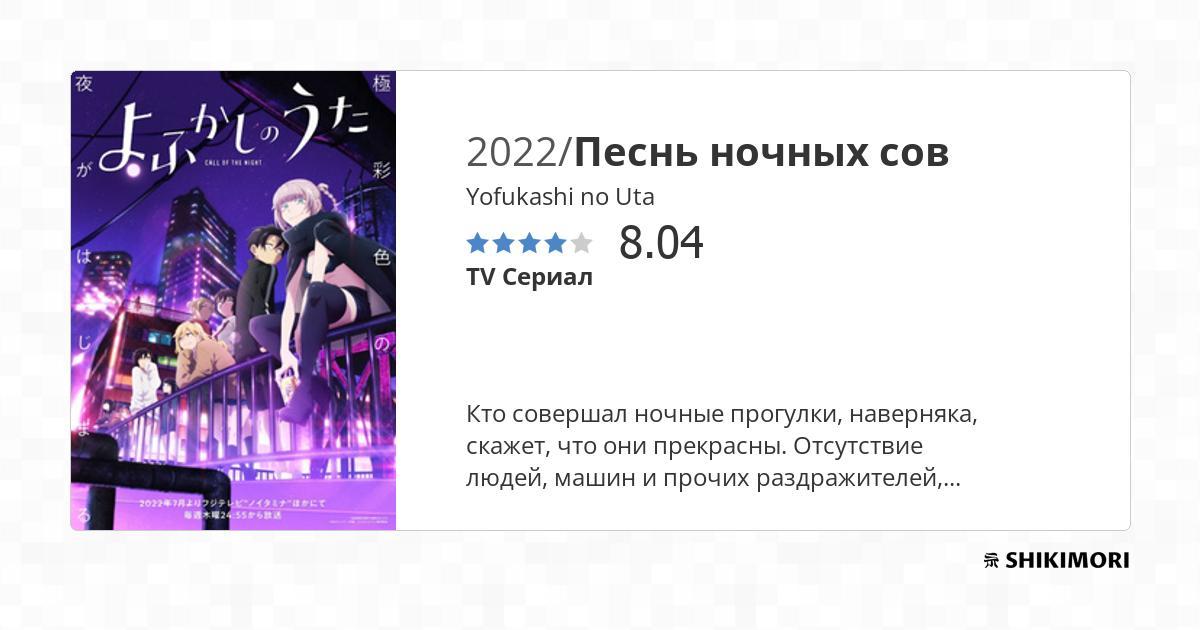 夜がはじまる
極彩色の
よふかしのうた
CALL OF THE NIGHT
2022年7月よりフジテレビ"ノイタミナ"ほかにて
毎週木曜24:55から放送
2022/Песнь ночных сов
Yofukashi no Uta
8.04
TV Сериал
Кто совершал ночные прогулки, наверняка,
скажет, что они прекрасны. Отсутствие
людей, машин и прочих раздражителей,...
SHIKIMORI